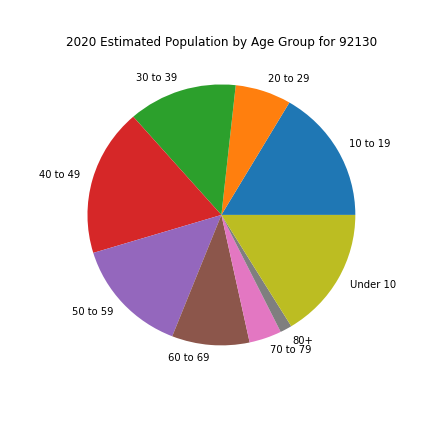 2020 Estimated Population by Age Group for 92130
30 to 39
20 to 29
10 to 19
40 to 49
Under 10
50 to 59
80+
70 to 79
60 to 69